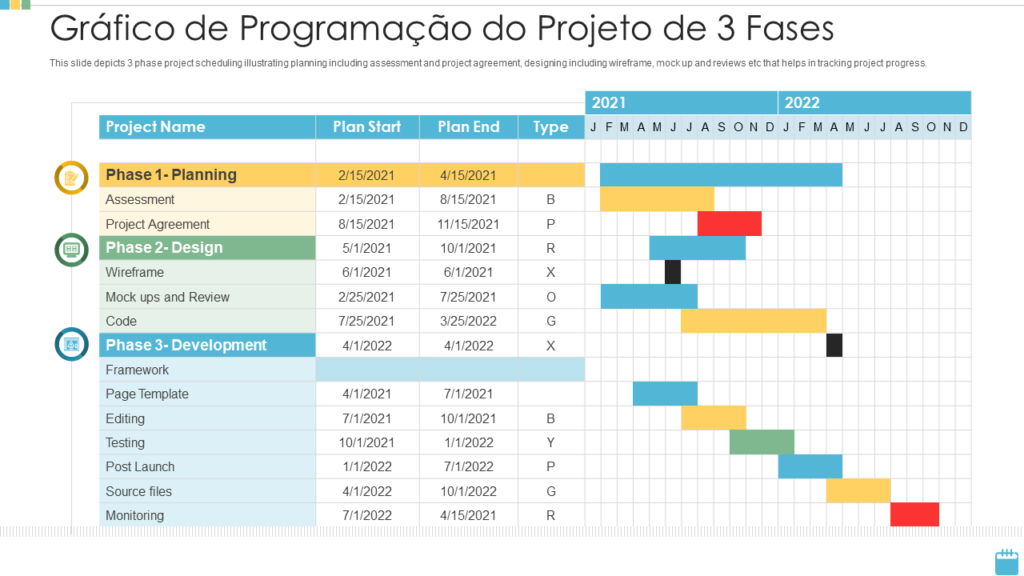 Gráfico de Programação do Projeto de 3 Fases
This slide depicts 3 phase project scheduling illustrating planning including assessment and project agreement, designing including wireframe, mock up and reviews etc that helps in tracking project progress.
2021 2022
Project Name Plan Start Plan End Type J F M A M J J A S O N D J F M A M J J A S O N D
Phase 1- Planning 2/15/2021 4/15/2021
Assessment 2/15/2021 8/15/2021 B
Project Agreement 8/15/2021 11/15/2021 P
Phase 2- Design 5/1/2021 10/1/2021 R
Wireframe 6/1/2021 6/1/2021 X
Mock ups and Review 2/25/2021 7/25/2021 O
Code 7/25/2021 3/25/2022 G
Phase 3- Development 4/1/2022 4/1/2022 X
Framework
Page Template 4/1/2021 7/1/2021
Editing 7/1/2021 10/1/2021 B
Testing 10/1/2021 1/1/2022 Y
Post Launch 1/1/2022 7/1/2022 P
Source files 4/1/2022 10/1/2022 G
Monitoring 7/1/2022 4/15/2021 R